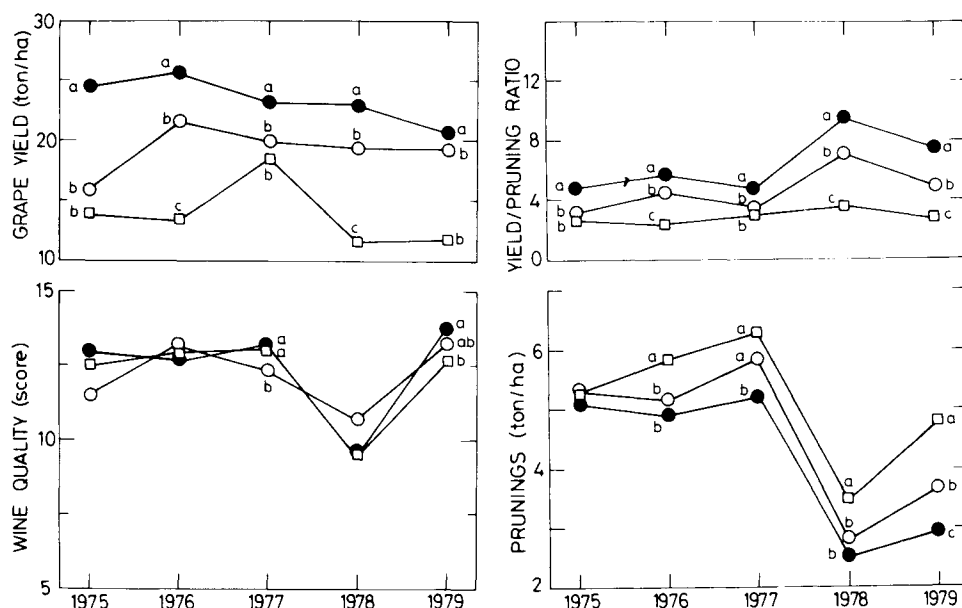 GRAPE YIELD (ton/ha)
30
20
10
a a a a a
b b b b b
b c b c b
YIELD/PRUNING RATIO
12
8
4
0
a a a a a
b b b b b
b c b c c
WINE QUALITY (score)
15
10
5
a
a
b
a
ab
b
1975 1976 1977 1978 1979
PRUNINGS (ton/ha)
6
4
2
a a a a
b a b b
b b b c
1975 1976 1977 1978 1979